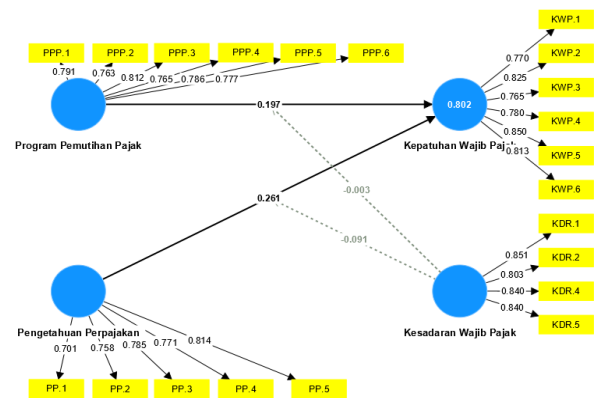 KWP.1
PPP.1 PPP.2 PPP.3 PPP.4 PPP.5 PPP.6
KWP.2
0.791 0.763 0.812 0.765 0.786 0.777
0.770
0.825
0.765
0.780
0.850
0.813
KWP.3
KWP.4
KWP.5
KWP.6
0.197
0.802
Program Pemutihan Pajak
Kepatuhan Wajib Pajak
0.261
-0.003
-0.091
KDR.1
KDR.2
KDR.4
KDR.5
0.851
0.803
0.840
0.840
Pengetahuan Perpajakan
Kesadaran Wajib Pajak
0.701 0.758 0.785 0.771 0.814
PP.1 PP.2 PP.3 PP.4 PP.5